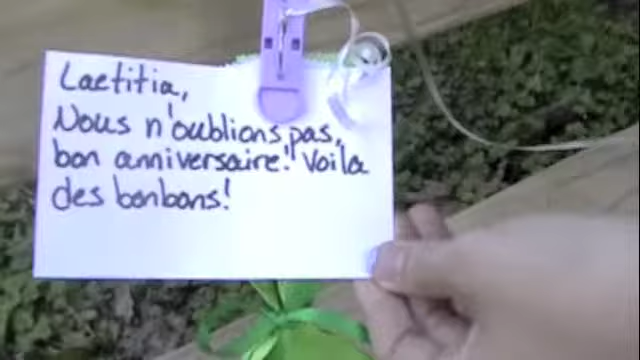 Laetitia,
Nous n'oublions pas,
bon anniversaire! Voila
des bonbons!